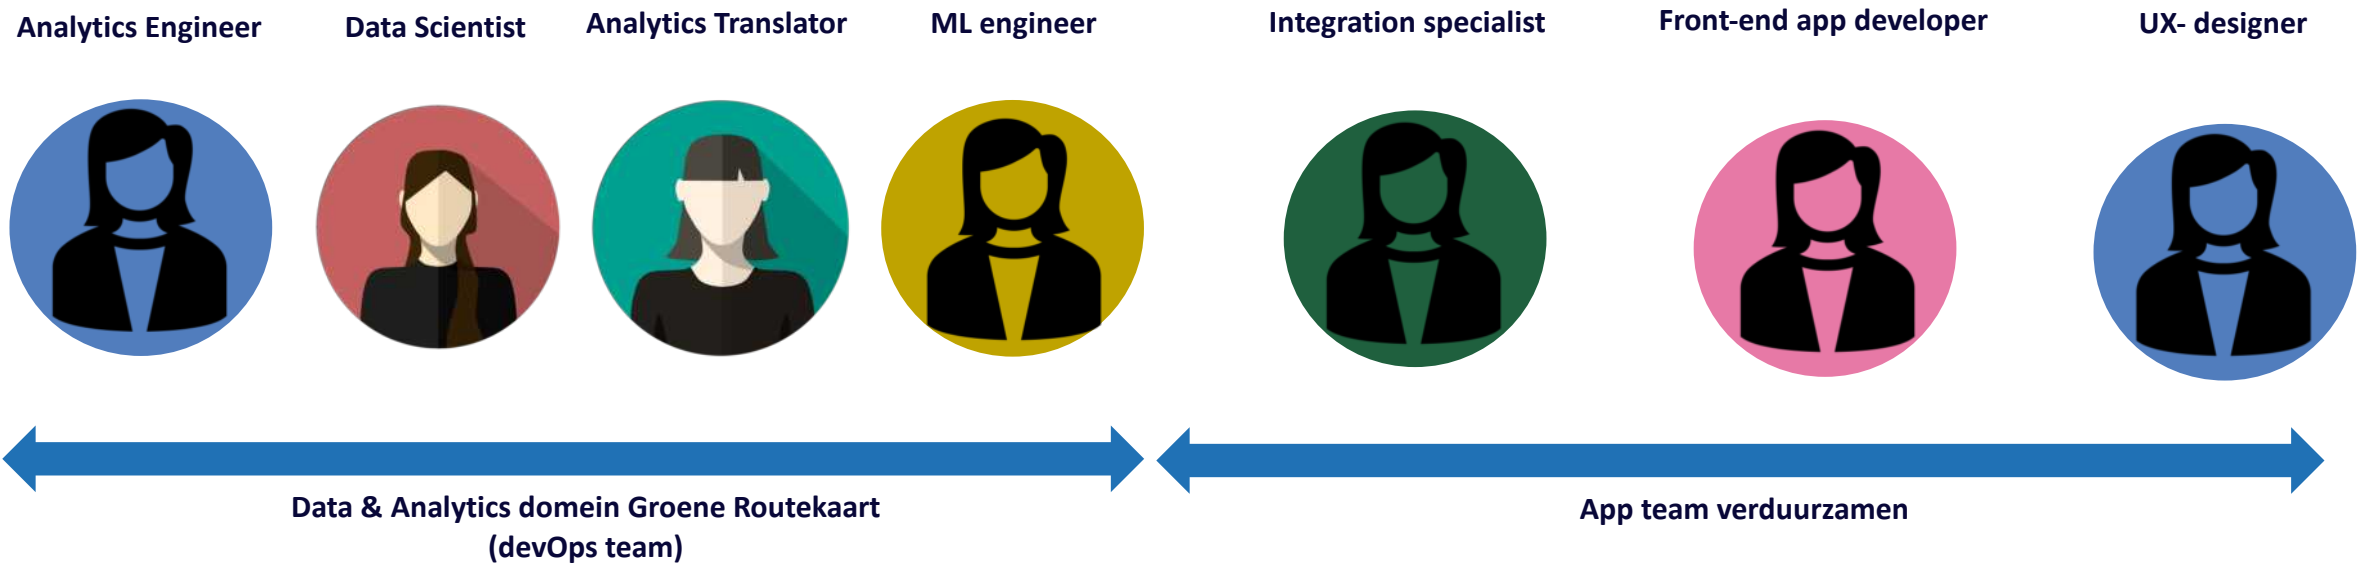 Analytics Engineer
Data Scientist
Analytics Translator
ML engineer
Integration specialist
Front-end app developer
UX- designer
Data & Analytics domein Groene Routekaart
(devOps team)
App team verduurzamen